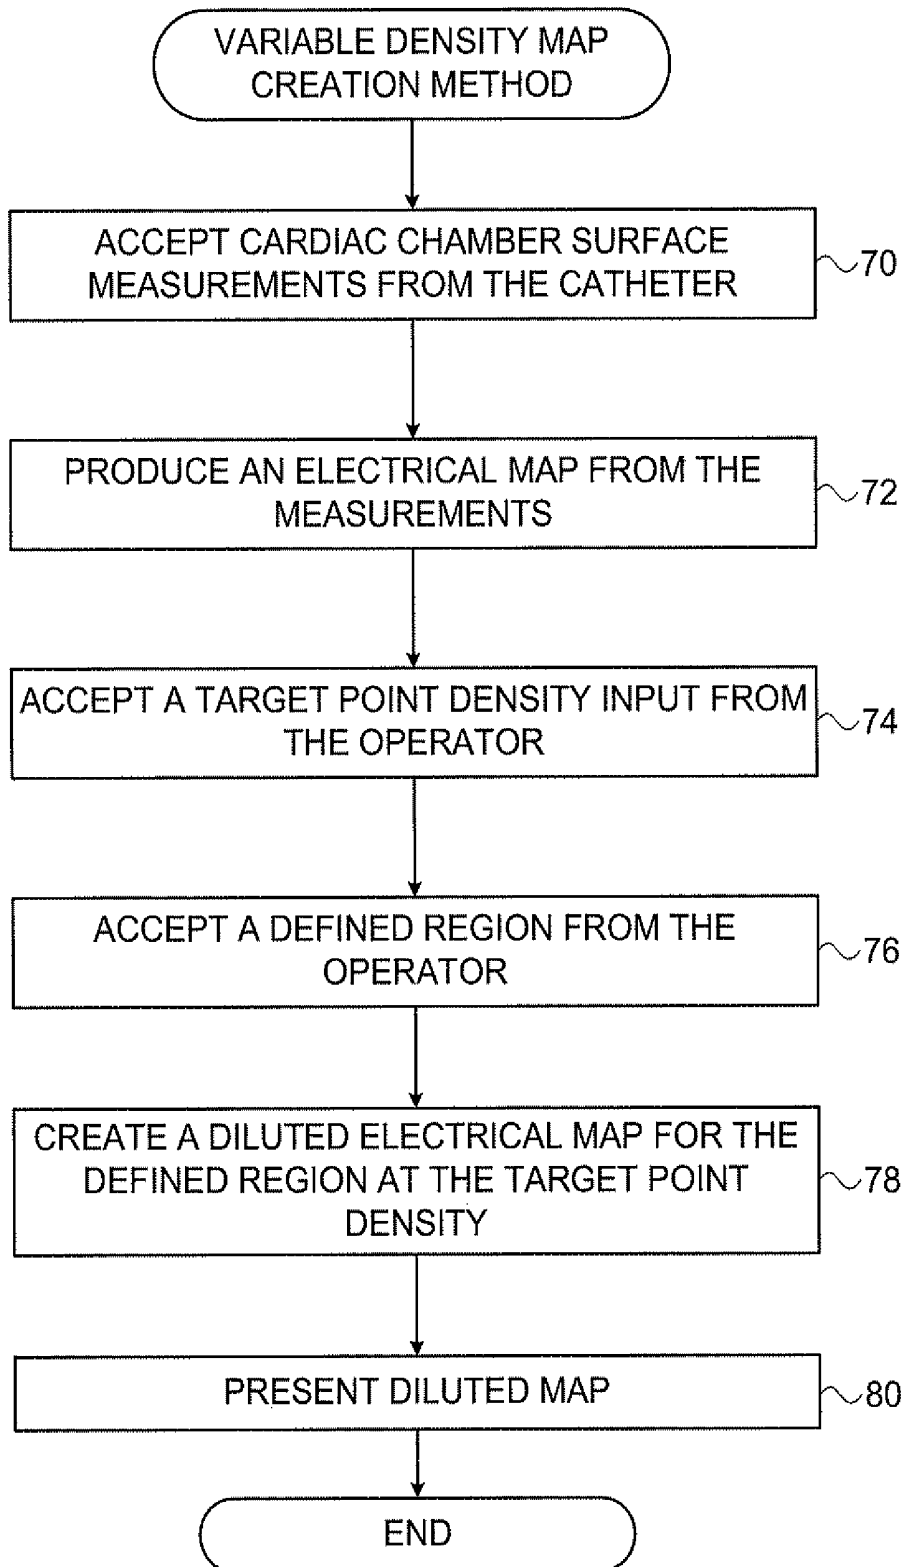 VARIABLE DENSITY MAP
CREATION METHOD
ACCEPT CARDIAC CHAMBER SURFACE
MEASUREMENTS FROM THE CATHETER
70
PRODUCE AN ELECTRICAL MAP FROM THE
MEASUREMENTS
72
ACCEPT A TARGET POINT DENSITY INPUT FROM
THE OPERATOR
74
ACCEPT A DEFINED REGION FROM THE
OPERATOR
76
CREATE A DILUTED ELECTRICAL MAP FOR THE
DEFINED REGION AT THE TARGET POINT
DENSITY
78
PRESENT DILUTED MAP
80
END